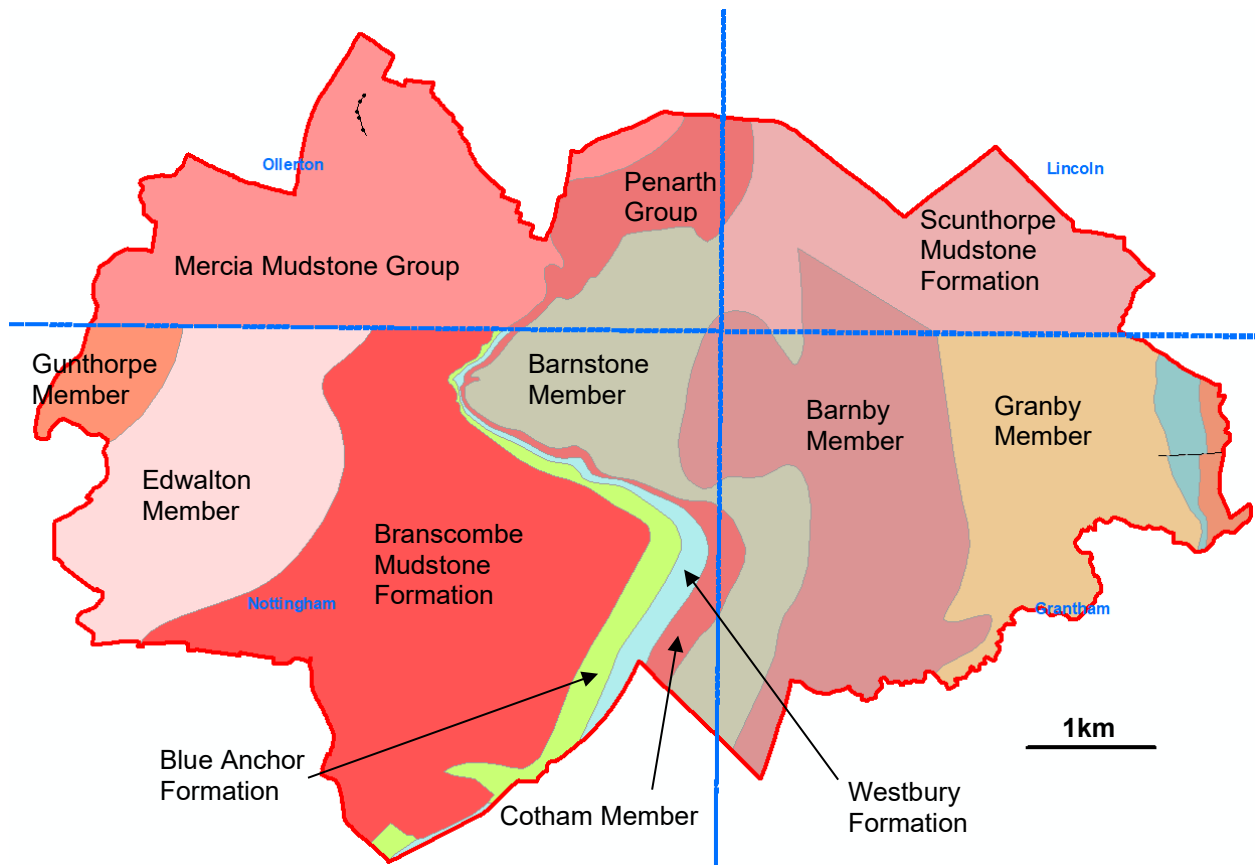 Ollerton
Lincoln
Penarth
Group
Scunthorpe
Mudstone
Formation
Mercia Mudstone Group
Gunthorpe
Member
Barnstone
Member
Barnby
Member
Granby
Member
Edwalton
Member
Branscombe
Mudstone
Formation
Nottingham
Grantham
1km
Blue Anchor
Formation
Cotham Member
Westbury
Formation